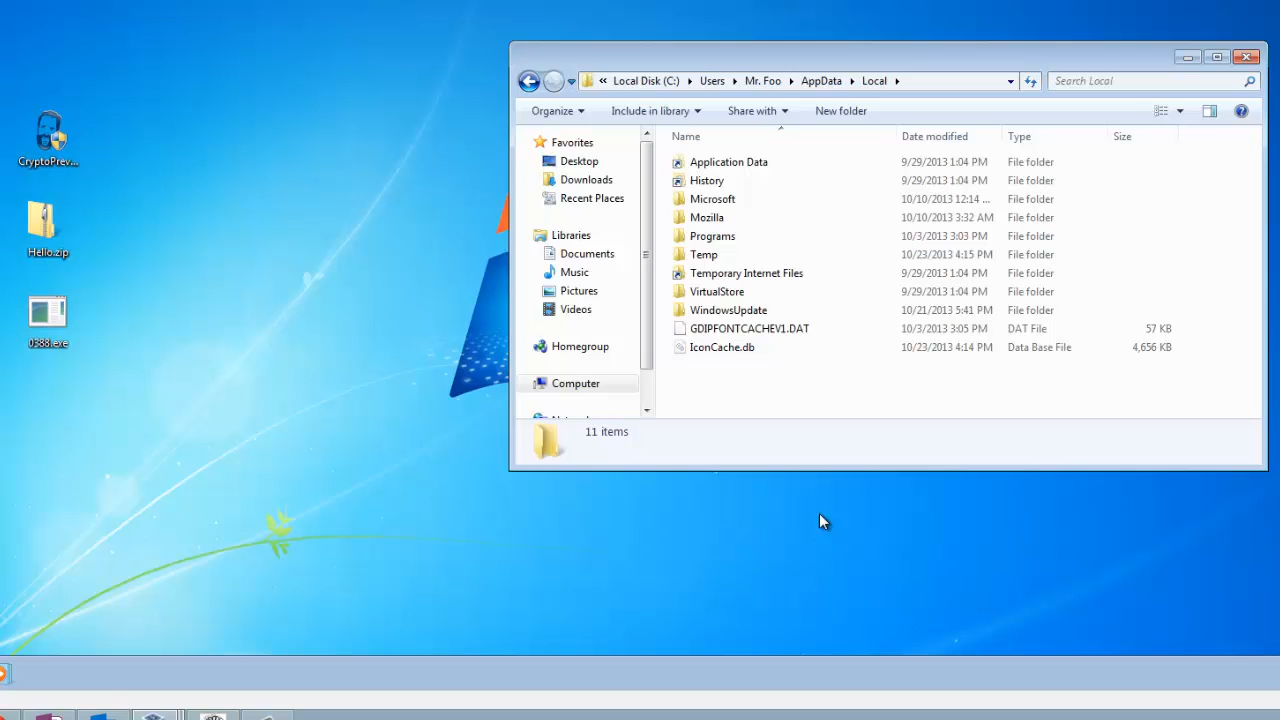 CryptoPrev...
Hello.zip
0388.exe
« Local Disk (C:) Users Mr. Foo AppData Local
Search Local
Organize Include in library Share with New folder
Favorites
Desktop
Downloads
Recent Places
Libraries
Documents
Music
Pictures
Videos
Homegroup
Computer
Name Date modified Type Size
Application Data 9/29/2013 1:04 PM File folder
History 9/29/2013 1:04 PM File folder
Microsoft 10/10/2013 12:14 ... File folder
Mozilla 10/10/2013 3:32 AM File folder
Programs 10/3/2013 3:03 PM File folder
Temp 10/23/2013 4:15 PM File folder
Temporary Internet Files 9/29/2013 1:04 PM File folder
VirtualStore 9/29/2013 1:04 PM File folder
WindowsUpdate 10/21/2013 5:41 PM File folder
GDIPFONTCACHEV1.DAT 10/3/2013 3:05 PM DAT File 57 KB
IconCache.db 10/23/2013 4:14 PM Data Base File 4,656 KB
11 items